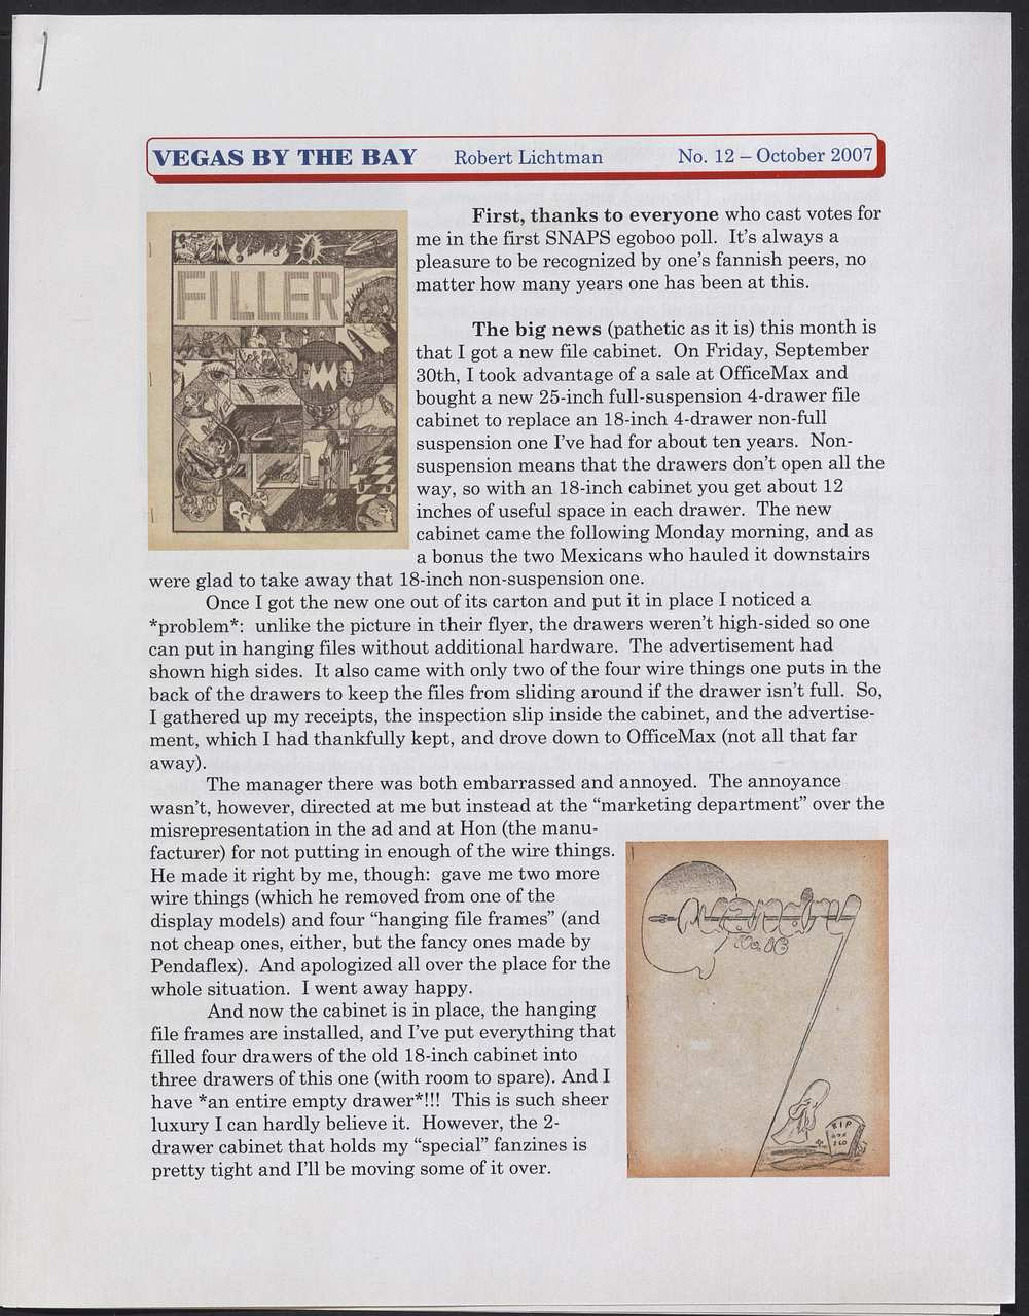 VEGAS BY THE BAY Robert Lichtman No. 12 – October 2007
FILLER
First, thanks to everyone who cast votes for
me in the first SNAPS egoboo poll. It's always a
pleasure to be recognized by one's fannish peers, no
matter how many years one has been at this.
The big news (pathetic as it is) this month is
that I got a new file cabinet. On Friday, September
30th, I took advantage of a sale at OfficeMax and
bought a new 25-inch full-suspension 4-drawer file
cabinet to replace an 18-inch 4-drawer non-full
suspension one I've had for about ten years. Non-
suspension means that the drawers don't open all the
way, so with an 18-inch cabinet you get about 12
inches of useful space in each drawer. The new
cabinet came the following Monday morning, and as
a bonus the two Mexicans who hauled it downstairs
were glad to take away that 18-inch non-suspension one.
Once I got the new one out of its carton and put it in place I noticed a
*problem*: unlike the picture in their flyer, the drawers weren't high-sided so one
can put in hanging files without additional hardware. The advertisement had
shown high sides. It also came with only two of the four wire things one puts in the
back of the drawers to keep the files from sliding around if the drawer isn't full. So,
I gathered up my receipts, the inspection slip inside the cabinet, and the advertise-
ment, which I had thankfully kept, and drove down to OfficeMax (not all that far
away).
The manager there was both embarrassed and annoyed. The annoyance
wasn't, however, directed at me but instead at the "marketing department" over the
misrepresentation in the ad and at Hon (the manu-
facturer) for not putting in enough of the wire things.
He made it right by me, though: gave me two more
wire things (which he removed from one of the
display models) and four "hanging file frames" (and
not cheap ones, either, but the fancy ones made by
Pendaflex). And apologized all over the place for the
whole situation. I went away happy.
And now the cabinet is in place, the hanging
file frames are installed, and I've put everything that
filled four drawers of the old 18-inch cabinet into
three drawers of this one (with room to spare). And I
have *an entire empty drawer*!!! This is such sheer
luxury I can hardly believe it. However, the 2-
drawer cabinet that holds my "special" fanzines is
pretty tight and I'll be moving some of it over.
No. 16
RIP